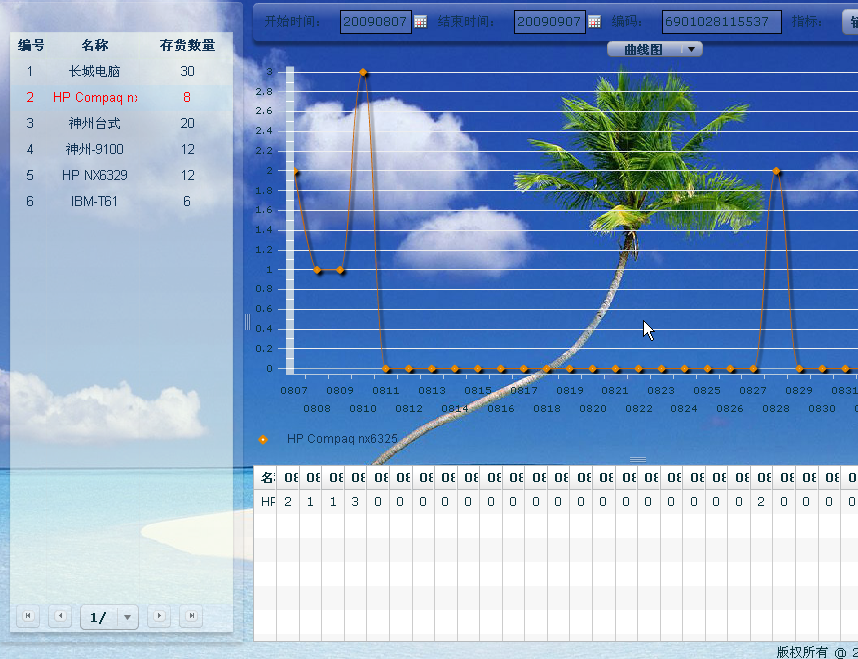 开始时间： 20090807 结束时间： 20090907 编码： 6901028115537 指标：
曲线图
编号 名称 存货数量
1 长城电脑 30
2 HP Compaq 8
3 神州台式 20
4 神州-9100 12
5 HP NX6329 12
6 IBM-T61 6
1/
3
2.8
2.6
2.4
2.2
2
1.8
1.6
1.4
1.2
1
0.8
0.6
0.4
0.2
0
0807 0809 0811 0813 0815 0817 0819 0821 0823 0825 0827 0829 0831
0808 0810 0812 0814 0816 0818 0820 0822 0824 0826 0828 0830
HP Compaq nx6325
名 08 08 08 08 08 08 08 08 08 08 08 08 08 08 08 08 08 08 08 08 08 08 08 08 08
HP 2 1 1 3 0 0 0 0 0 0 0 0 0 0 0 0 0 0 0 0 0 2 0 0 0
版权所有 @ 2